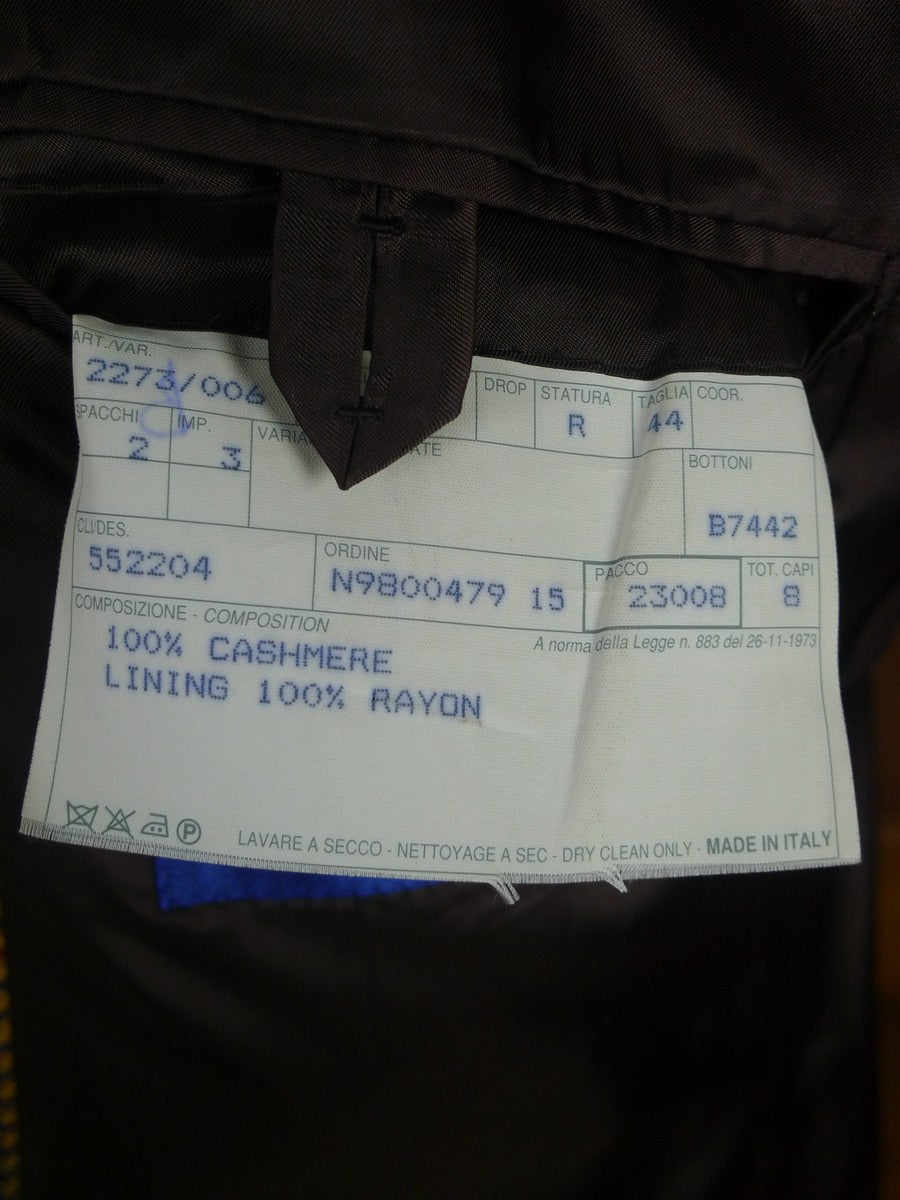 ART./VAR.
2273/006
DROP
STATURA
R
TAGLIA
44
COOR.
SPACCHI
2
IMP.
3
BOTTONI
B7442
CLI/DES.
552204
ORDINE
N9800479 15
PACCO
23008
TOT. CAPI
8
COMPOSIZIONE - COMPOSITION
A norma della Legge n. 883 del 26-11-1973
100% CASHMERE
LINING 100% RAYON
P
LAVARE A SECCO - NETTOYAGE A SEC - DRY CLEAN ONLY - MADE IN ITALY